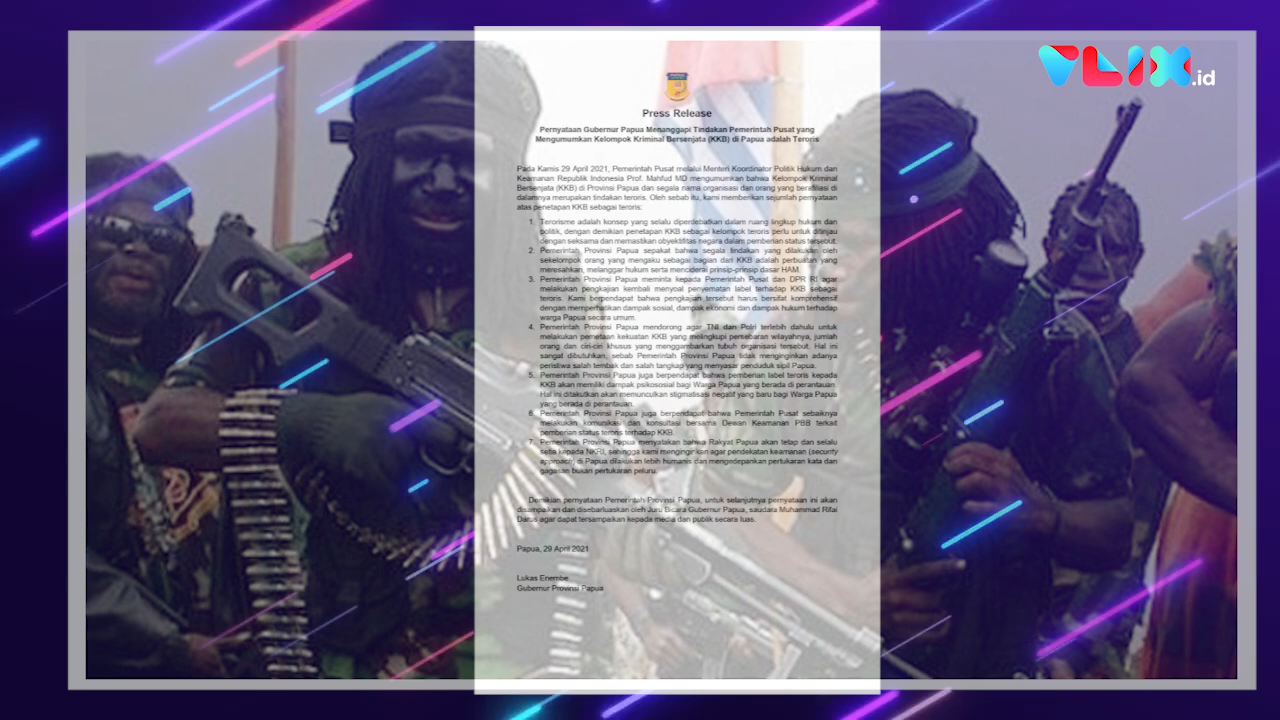 VLIX.id
Press Release
Pernyataan Gubernur Papua Menanggapi Tindakan Pemerintah Pusat yang
Mengumumkan Kelompok Kriminal Bersenjata (KKB) di Papua adalah Teroris
Pada Kamis 29 April 2021, Pemerintah Pusat melalui Menteri Koordinator Politik Hukum dan
Keamanan Republik Indonesia Prof. Mahfud MD mengumumkan bahwa Kelompok Kriminal
Bersenjata (KKB) di Provinsi Papua dan segala nama organisasi dan orang yang berafiliasi di
dalamnya merupakan tindakan teroris. Oleh sebab itu, kami memberikan sejumlah pernyataan
atas penetapan KKB sebagai teroris:
1. Terorisme adalah konsep yang selalu diperdebatkan dalam ruang lingkup hukum dan
politik, dengan demikian penetapan KKB sebagai kelompok teroris perlu untuk ditinjau
dengan seksama dan memastikan obyektifitas negara dalam pemberian status tersebut.
2. Pemerintah Provinsi Papua sepakat bahwa segala tindakan yang dilakukan oleh
sekelompok orang yang mengaku sebagai bagian dari KKB adalah perbuatan yang
meresahkan, melanggar hukum serta menciderai prinsip-prinsip dasar HAM.
3. Pemerintah Provinsi Papua meminta kepada Pemerintah Pusat dan DPR RI agar
melakukan pengkajian kembali menyoal penyematan label terhadap KKB sebagai
teroris. Kami berpendapat bahwa pengkajian tersebut harus bersifat komprehensif
dengan memperhatikan dampak sosial, dampak ekonomi dan dampak hukum terhadap
warga Papua secara umum.
4. Pemerintah Provinsi Papua mendorong agar TNI dan Polri terlebih dahulu untuk
melakukan pemetaan kekuatan KKB yang melingkupi persebaran wilayahnya, jumlah
orang dan ciri-ciri khusus yang menggambarkan tubuh organisasi tersebut. Hal ini
sangat dibutuhkan, sebab Pemerintah Provinsi Papua tidak menginginkan adanya
peristiwa salah tembak dan salah tangkap yang menyasar penduduk sipil Papua.
5. Pemerintah Provinsi Papua juga berpendapat bahwa pemberian label teroris kepada
KKB akan memiliki dampak psikososial bagi Warga Papua yang berada di perantauan.
Hal ini ditakutkan akan memunculkan stigmatisasi negatif yang baru bagi Warga Papua
yang berada di perantauan.
6. Pemerintah Provinsi Papua juga berpendapat bahwa Pemerintah Pusat sebaiknya
melakukan komunikasi dan konsultasi bersama Dewan Keamanan PBB terkait
pemberian status teroris terhadap KKB.
7. Pemerintah Provinsi Papua menyatakan bahwa Rakyat Papua akan tetap dan selalu
setia kepada NKRI, sehingga kami menginginkan agar pendekatan keamanan (security
approach) di Papua dilakukan lebih humanis dan mengedepankan pertukaran kata dan
gagasan bukan pertukaran peluru.
Demikian pernyataan Pemerintah Provinsi Papua, untuk selanjutnya pernyataan ini akan
disampaikan dan disebarluaskan oleh Juru Bicara Gubernur Papua, saudara Muhammad Rifai
Darus agar dapat tersampaikan kepada media dan publik secara luas.
Papua, 29 April 2021
Lukas Enembe
Gubernur Provinsi Papua